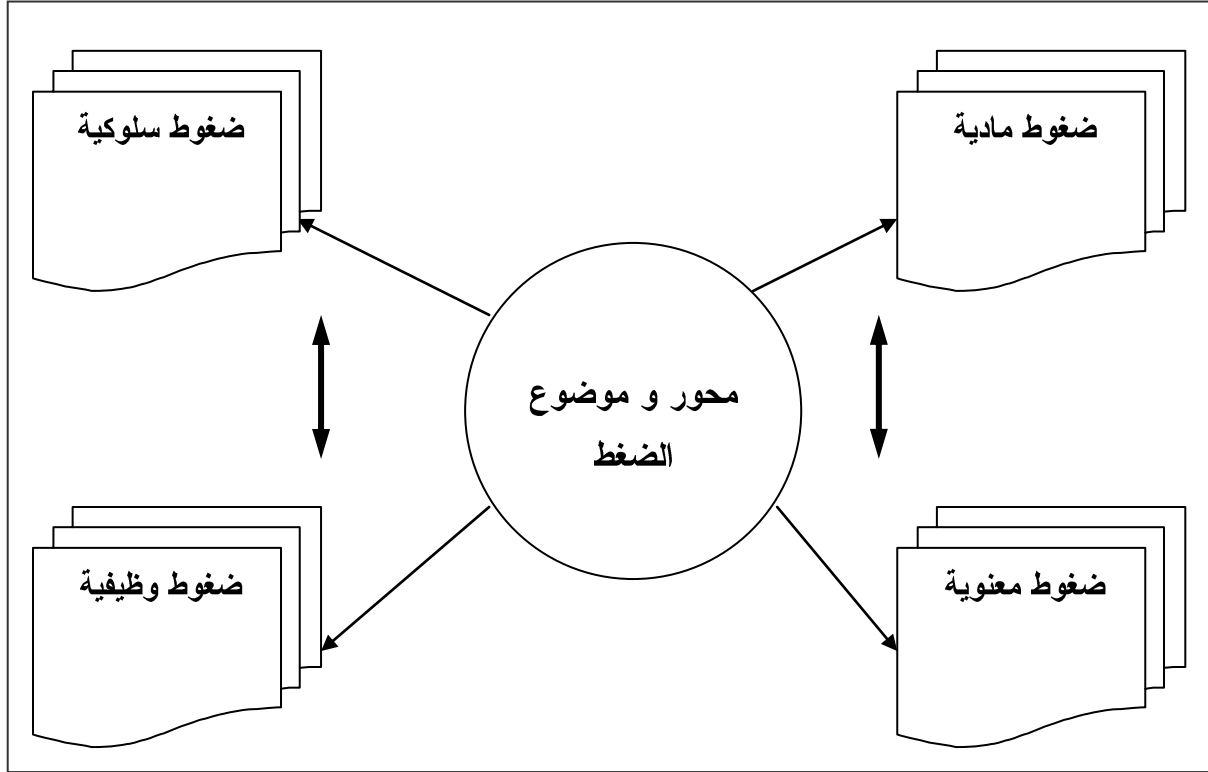 ضغوط مادية
ضغوط سلوكية
محور و موضوع
الضغط
ضغوط معنوية
ضغوط وظيفية